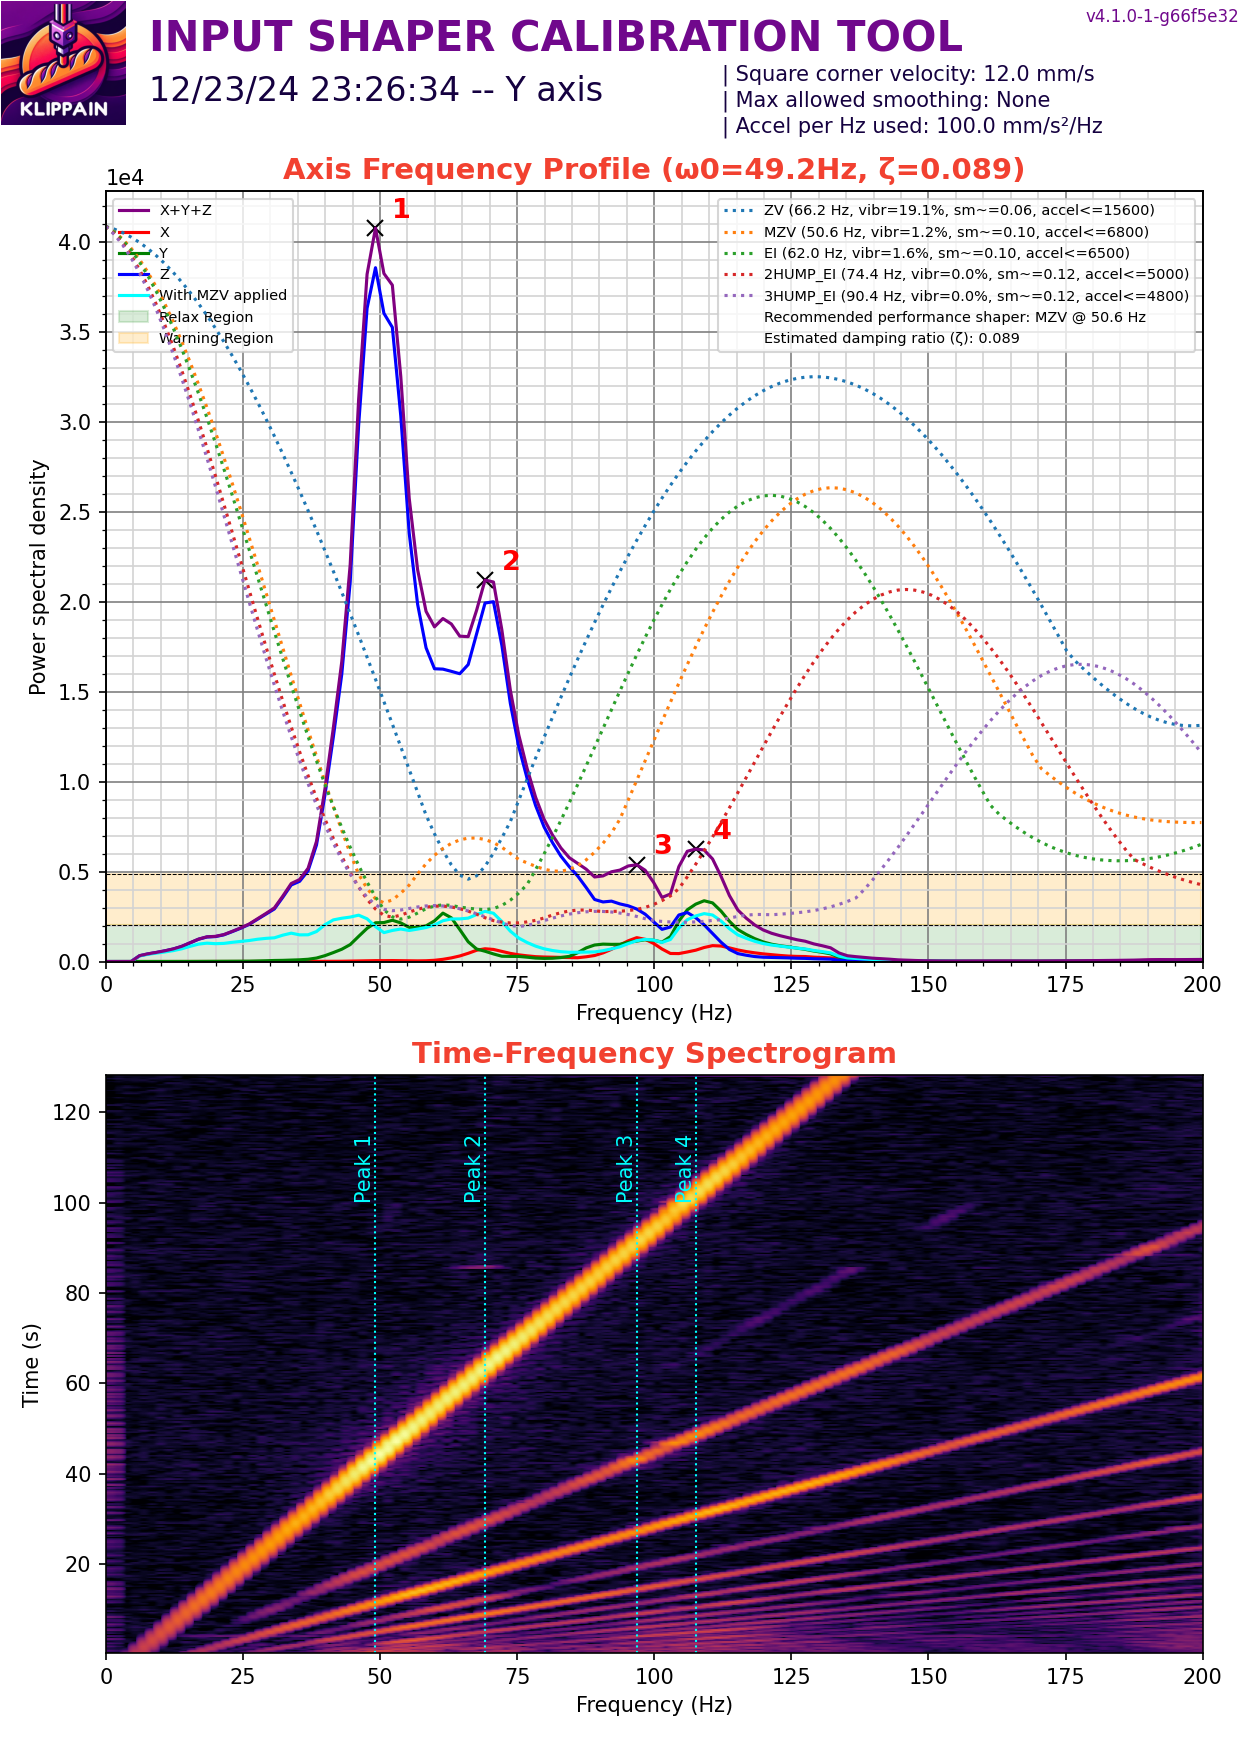 v4.1.0-1-g66f5e32
INPUT SHAPER CALIBRATION TOOL
12/23/24 23:26:34 -- Y axis
| Square corner velocity: 12.0 mm/s
| Max allowed smoothing: None
| Accel per Hz used: 100.0 mm/s²/Hz
KLIPPAIN
Axis Frequency Profile (ω0=49.2Hz, ζ=0.089)
1e4
X+Y+Z
X
Y
Z
With MZV applied
Relax Region
Warning Region
ZV (66.2 Hz, vibr=19.1%, sm~=0.06, accel<=15600)
MZV (50.6 Hz, vibr=1.2%, sm~=0.10, accel<=6800)
EI (62.0 Hz, vibr=1.6%, sm~=0.10, accel<=6500)
2HUMP_EI (74.4 Hz, vibr=0.0%, sm~=0.12, accel<=5000)
3HUMP_EI (90.4 Hz, vibr=0.0%, sm~=0.12, accel<=4800)
Recommended performance shaper: MZV @ 50.6 Hz
Estimated damping ratio (ζ): 0.089
1
2
3
4
Power spectral density
4.0
3.5
3.0
2.5
2.0
1.5
1.0
0.5
0.0
0 25 50 75 100 125 150 175 200
Frequency (Hz)
Time-Frequency Spectrogram
Peak 1
Peak 2
Peak 3
Peak 4
Time (s)
120
100
80
60
40
20
0 25 50 75 100 125 150 175 200
Frequency (Hz)